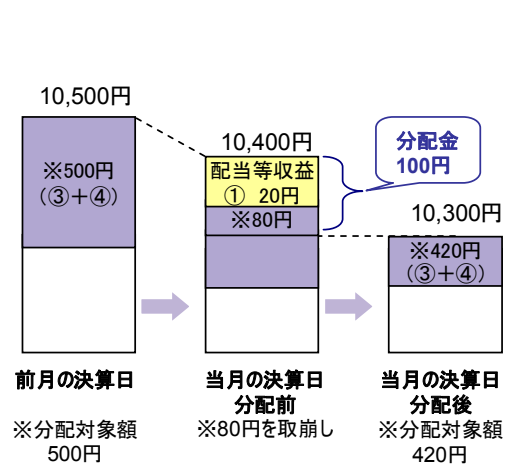 10,500円
※500円
(③+④)
前月の決算日
※分配対象額
500円
10,400円
配当等収益
① 20円
※80円
当月の決算日
分配前
※80円を取崩し
分配金
100円
10,300円
※420円
(③+④)
当月の決算日
分配後
※分配対象額
420円